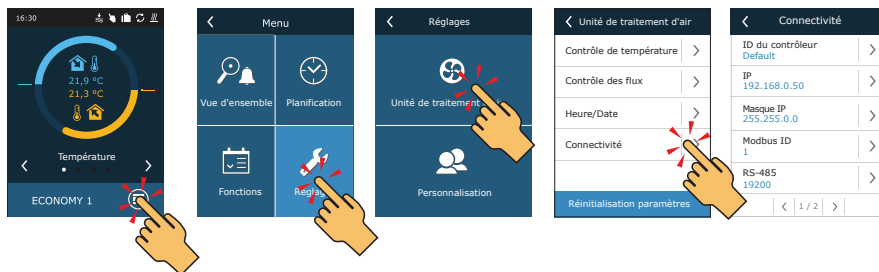 16:30
21,9 °C
21,3 °C
Température
ECONOMY 1
Menu
Vue d'ensemble
Planification
Fonctions
Réglages
Unité de traitement
Personnalisation
Unité de traitement d'air
Contrôle de température
Contrôle des flux
Heure/Date
Connectivité
Réinitialisation paramètres
Connectivité
ID du contrôleur
Default
IP
192.168.0.50
Masque IP
255.255.0.0
Modbus ID
1
RS-485
19200
1 / 2